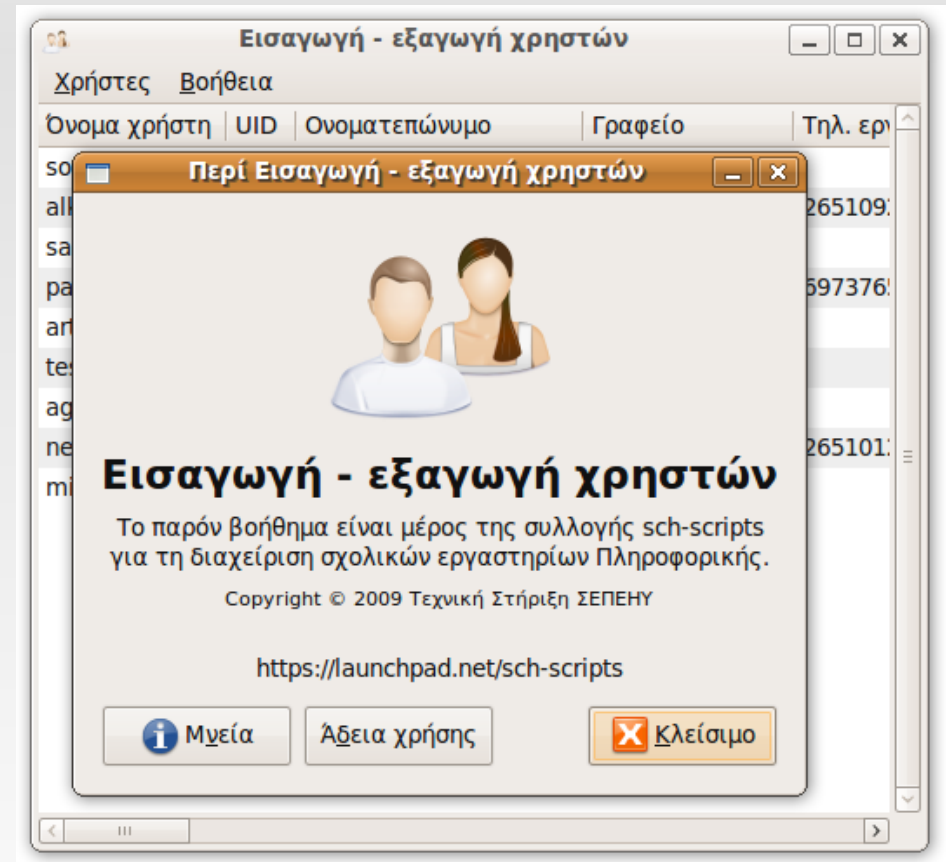 Εισαγωγή - εξαγωγή χρηστών
Χρήστες Βοήθεια
Όνομα χρήστη UID Ονοματεπώνυμο Γραφείο Τηλ. εργ
Περί Εισαγωγή - εξαγωγή χρηστών
Εισαγωγή - εξαγωγή χρηστών
Το παρόν βοήθημα είναι μέρος της συλλογής sch-scripts
για τη διαχείριση σχολικών εργαστηρίων Πληροφορικής.
Copyright © 2009 Τεχνική Στήριξη ΣΕΠΕΗΥ
https://launchpad.net/sch-scripts
Μνεία Άδεια χρήσης Κλείσιμο